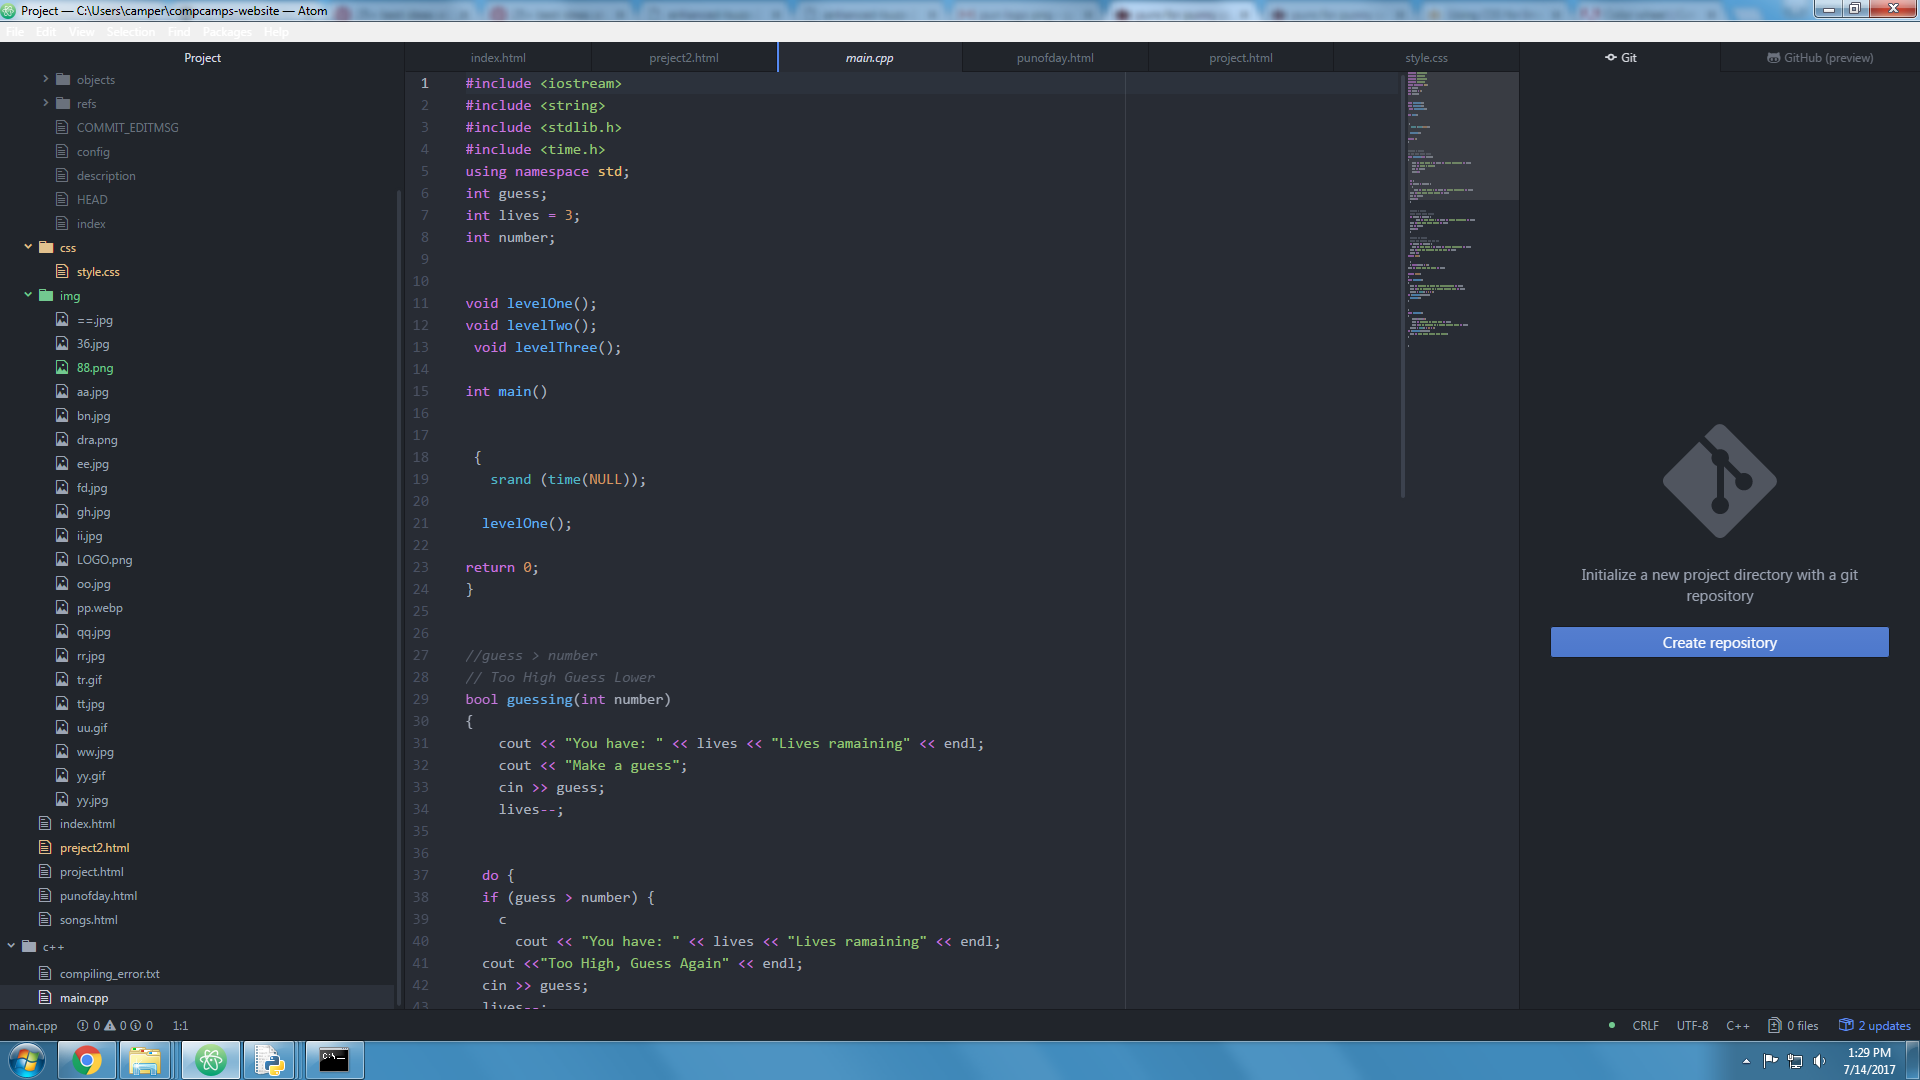 Project — C:\Users\camper\compcamps-website — Atom
File Edit View Selection Find Packages Help
Project
objects
refs
COMMIT_EDITMSG
config
description
HEAD
index
css
style.css
img
==.jpg
36.jpg
88.png
aa.jpg
bn.jpg
dra.png
ee.jpg
fd.jpg
gh.jpg
ii.jpg
LOGO.png
oo.jpg
pp.webp
qq.jpg
rr.jpg
tr.gif
tt.jpg
uu.gif
ww.jpg
yy.gif
yy.jpg
index.html
preject2.html
project.html
punofday.html
songs.html
c++
compiling_error.txt
main.cpp
index.html preject2.html main.cpp punofday.html project.html style.css
1 #include <iostream>
2 #include <string>
3 #include <stdlib.h>
4 #include <time.h>
5 using namespace std;
6 int guess;
7 int lives = 3;
8 int number;
9
10
11 void levelOne();
12 void levelTwo();
13 void levelThree();
14
15 int main()
16
17
18 {
19 srand (time(NULL));
20
21 levelOne();
22
23 return 0;
24 }
25
26
27 //guess > number
28 // Too High Guess Lower
29 bool guessing(int number)
30 {
31 cout << "You have: " << lives << "Lives ramaining" << endl;
32 cout << "Make a guess";
33 cin >> guess;
34 lives--;
35
36
37 do {
38 if (guess > number) {
39 c
40 cout << "You have: " << lives << "Lives ramaining" << endl;
41 cout <<"Too High, Guess Again" << endl;
42 cin >> guess;
43 lives--;
Git GitHub (preview)
Initialize a new project directory with a git
repository
Create repository
main.cpp 0 0 0 1:1 CRLF UTF-8 C++ 0 files 2 updates
1:29 PM
7/14/2017